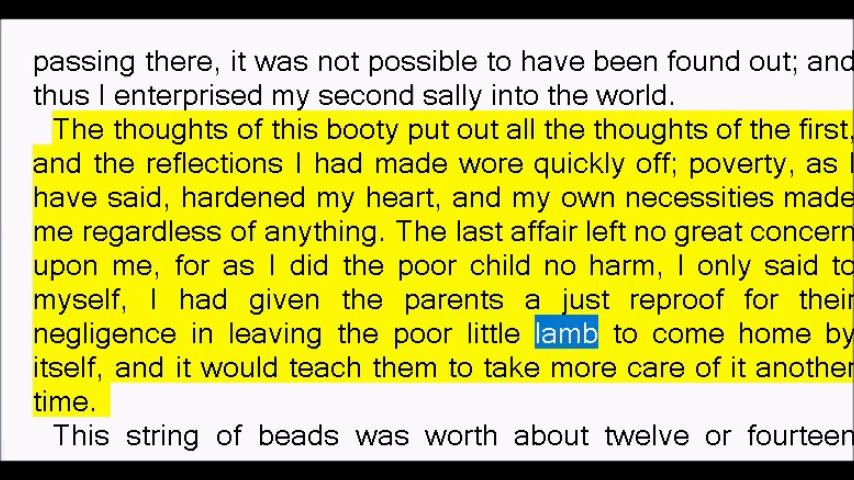 passing there, it was not possible to have been found out; and
thus I enterprised my second sally into the world.
The thoughts of this booty put out all the thoughts of the first,
and the reflections I had made wore quickly off; poverty, as I
have said, hardened my heart, and my own necessities made
me regardless of anything. The last affair left no great concern
upon me, for as I did the poor child no harm, I only said to
myself, I had given the parents a just reproof for their
negligence in leaving the poor little lamb to come home by
itself, and it would teach them to take more care of it another
time.
This string of beads was worth about twelve or fourteen